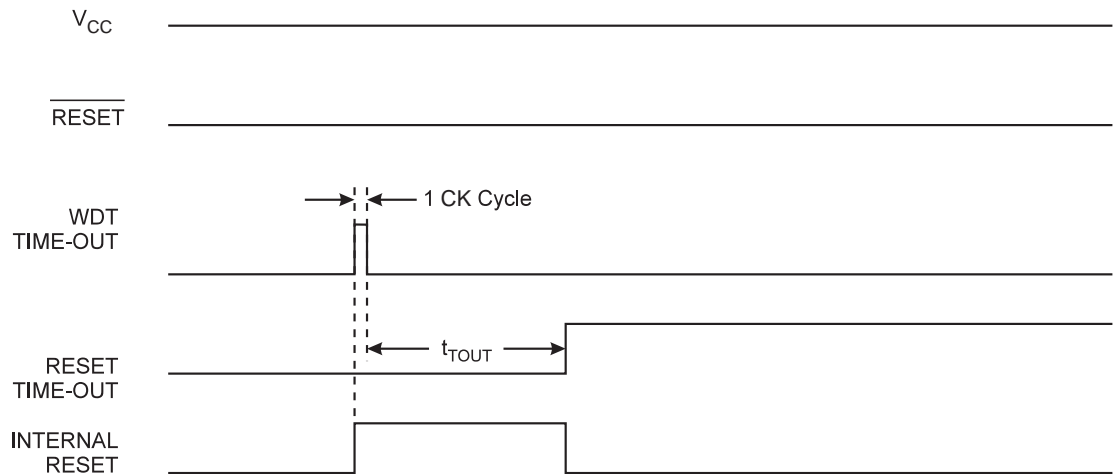 VCC
RESET
1 CK Cycle
WDT
TIME-OUT
tTOUT
RESET
TIME-OUT
INTERNAL
RESET